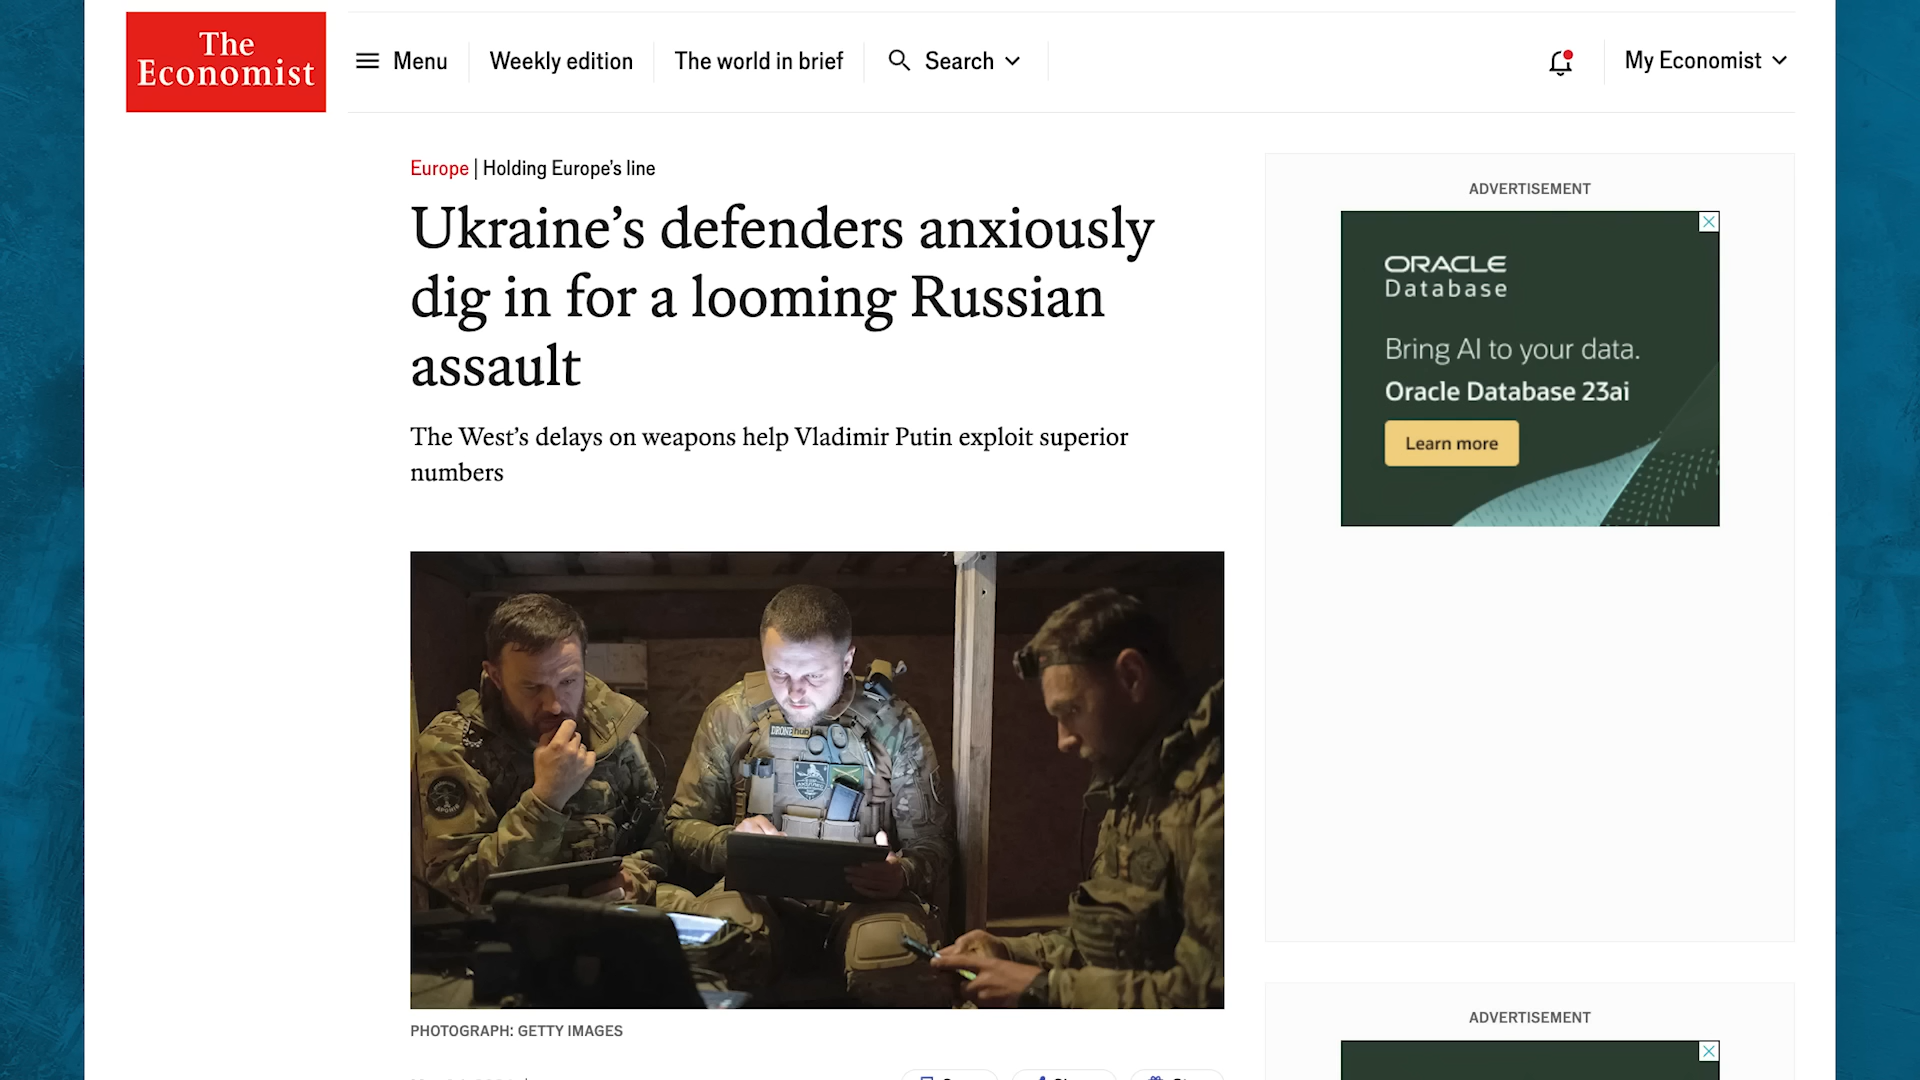 The
Economist
Menu
Weekly edition
The world in brief
Search
My Economist
Europe | Holding Europe's line
Ukraine's defenders anxiously
dig in for a looming Russian
assault
The West's delays on weapons help Vladimir Putin exploit superior
numbers
DRONE hub
PHOTOGRAPH: GETTY IMAGES
ADVERTISEMENT
ORACLE
Database
Bring AI to your data.
Oracle Database 23ai
Learn more
ADVERTISEMENT